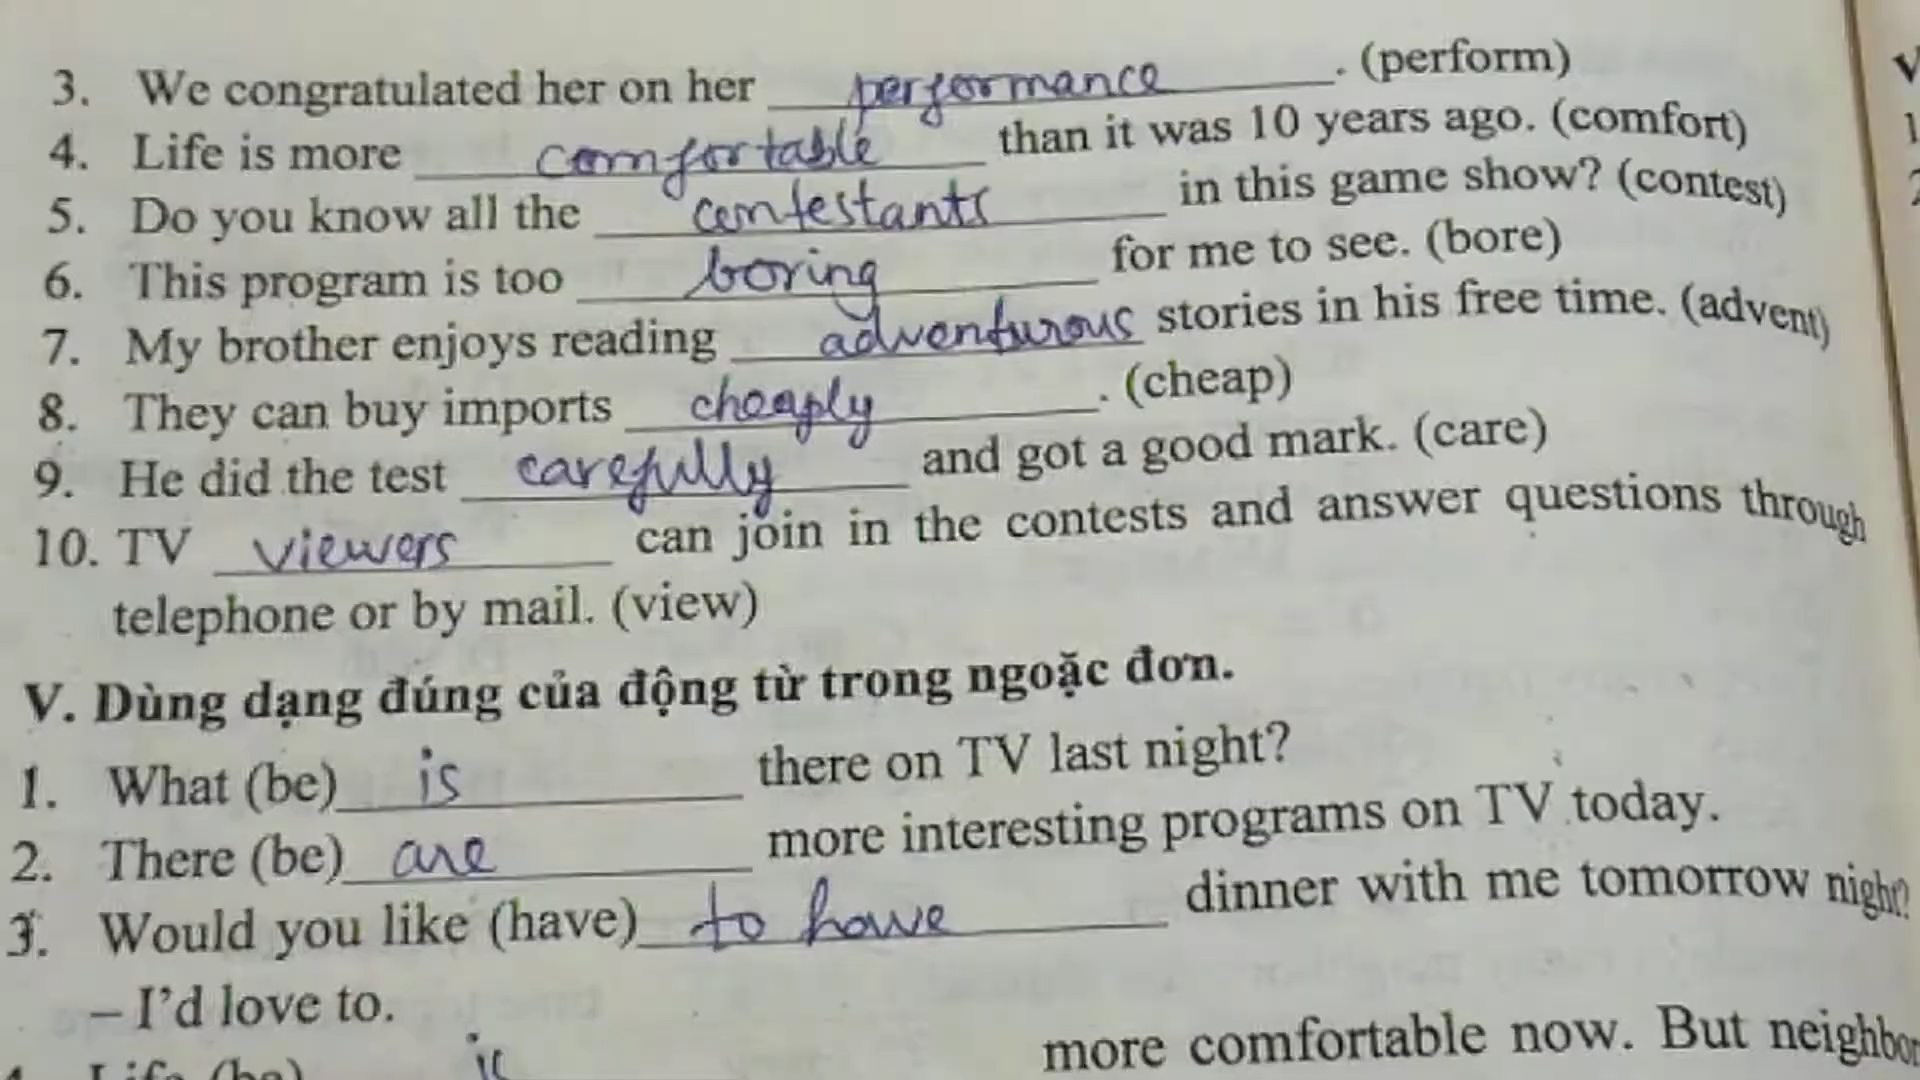 3. We congratulated her on her performance. (perform)
4. Life is more comfortable than it was 10 years ago. (comfort)
5. Do you know all the contestants in this game show? (contest)
6. This program is too boring for me to see. (bore)
7. My brother enjoys reading adventurous stories in his free time. (advent)
8. They can buy imports cheaply. (cheap)
9. He did the test carefully and got a good mark. (care)
10. TV viewers can join in the contests and answer questions through
telephone or by mail. (view)
V. Dùng dạng đúng của động từ trong ngoặc đơn.
1. What (be) is there on TV last night?
2. There (be) are more interesting programs on TV today.
3. Would you like (have) to have dinner with me tomorrow night?
– I'd love to.
Life (be) is more comfortable now. But neighbor